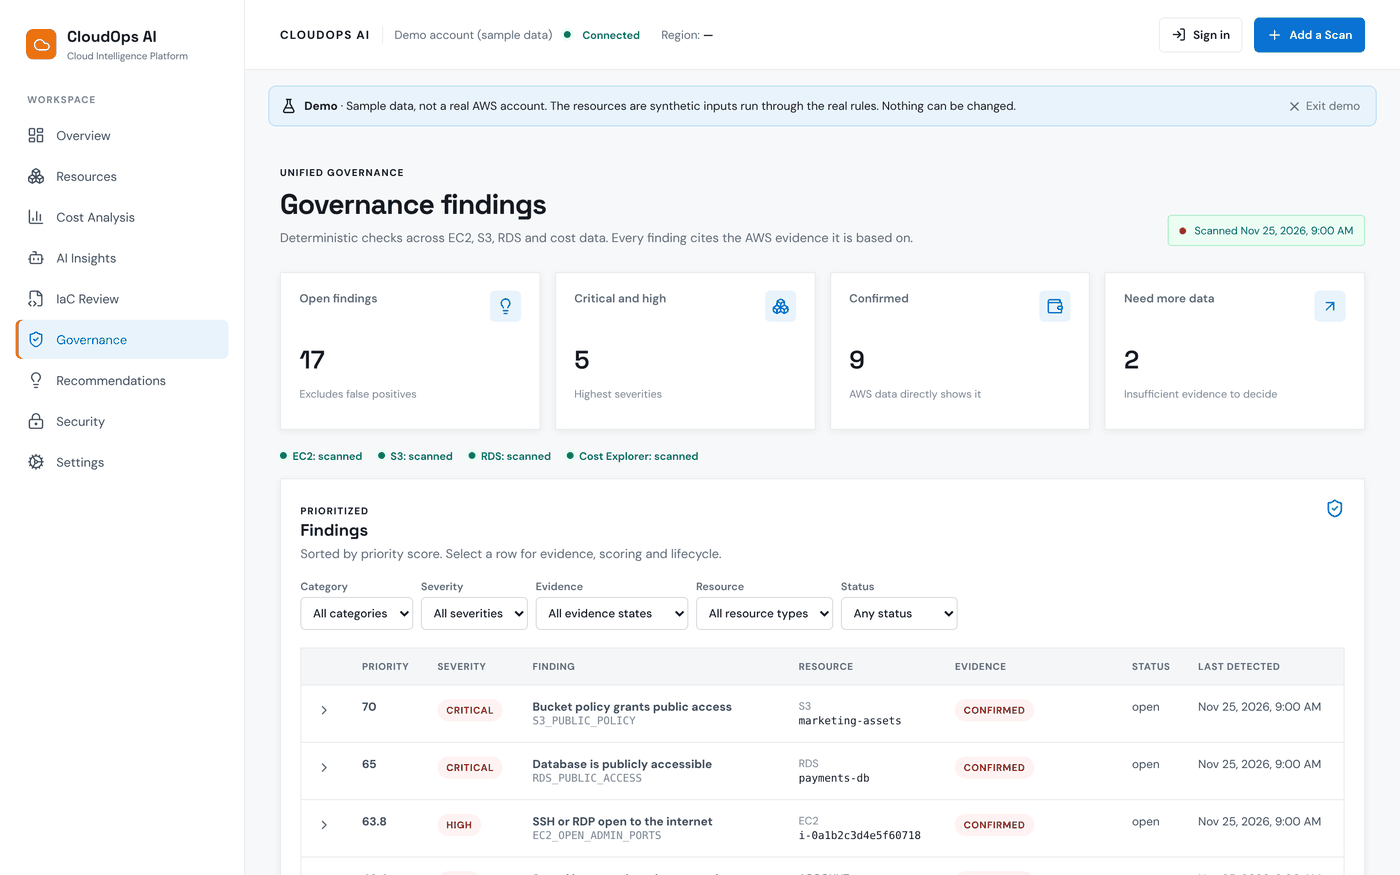 CloudOps AI
Cloud Intelligence Platform
WORKSPACE
Overview
Resources
Cost Analysis
AI Insights
IaC Review
Governance
Recommendations
Security
Settings
CLOUDOPS AI Demo account (sample data) Connected Region: —
Sign in
Add a Scan
Demo · Sample data, not a real AWS account. The resources are synthetic inputs run through the real rules. Nothing can be changed.
Exit demo
UNIFIED GOVERNANCE
Governance findings
Deterministic checks across EC2, S3, RDS and cost data. Every finding cites the AWS evidence it is based on.
Scanned Nov 25, 2026, 9:00 AM
Open findings
17
Excludes false positives
Critical and high
5
Highest severities
Confirmed
9
AWS data directly shows it
Need more data
2
Insufficient evidence to decide
EC2: scanned S3: scanned RDS: scanned Cost Explorer: scanned
PRIORITIZED
Findings
Sorted by priority score. Select a row for evidence, scoring and lifecycle.
Category Severity Evidence Resource Status
All categories All severities All evidence states All resource types Any status
PRIORITY SEVERITY FINDING RESOURCE EVIDENCE STATUS LAST DETECTED
70 CRITICAL Bucket policy grants public access S3 CONFIRMED open Nov 25, 2026, 9:00 AM
S3_PUBLIC_POLICY marketing-assets
65 CRITICAL Database is publicly accessible RDS CONFIRMED open Nov 25, 2026, 9:00 AM
RDS_PUBLIC_ACCESS payments-db
63.8 HIGH SSH or RDP open to the internet EC2 CONFIRMED open Nov 25, 2026, 9:00 AM
EC2_OPEN_ADMIN_PORTS i-0a1b2c3d4e5f60718